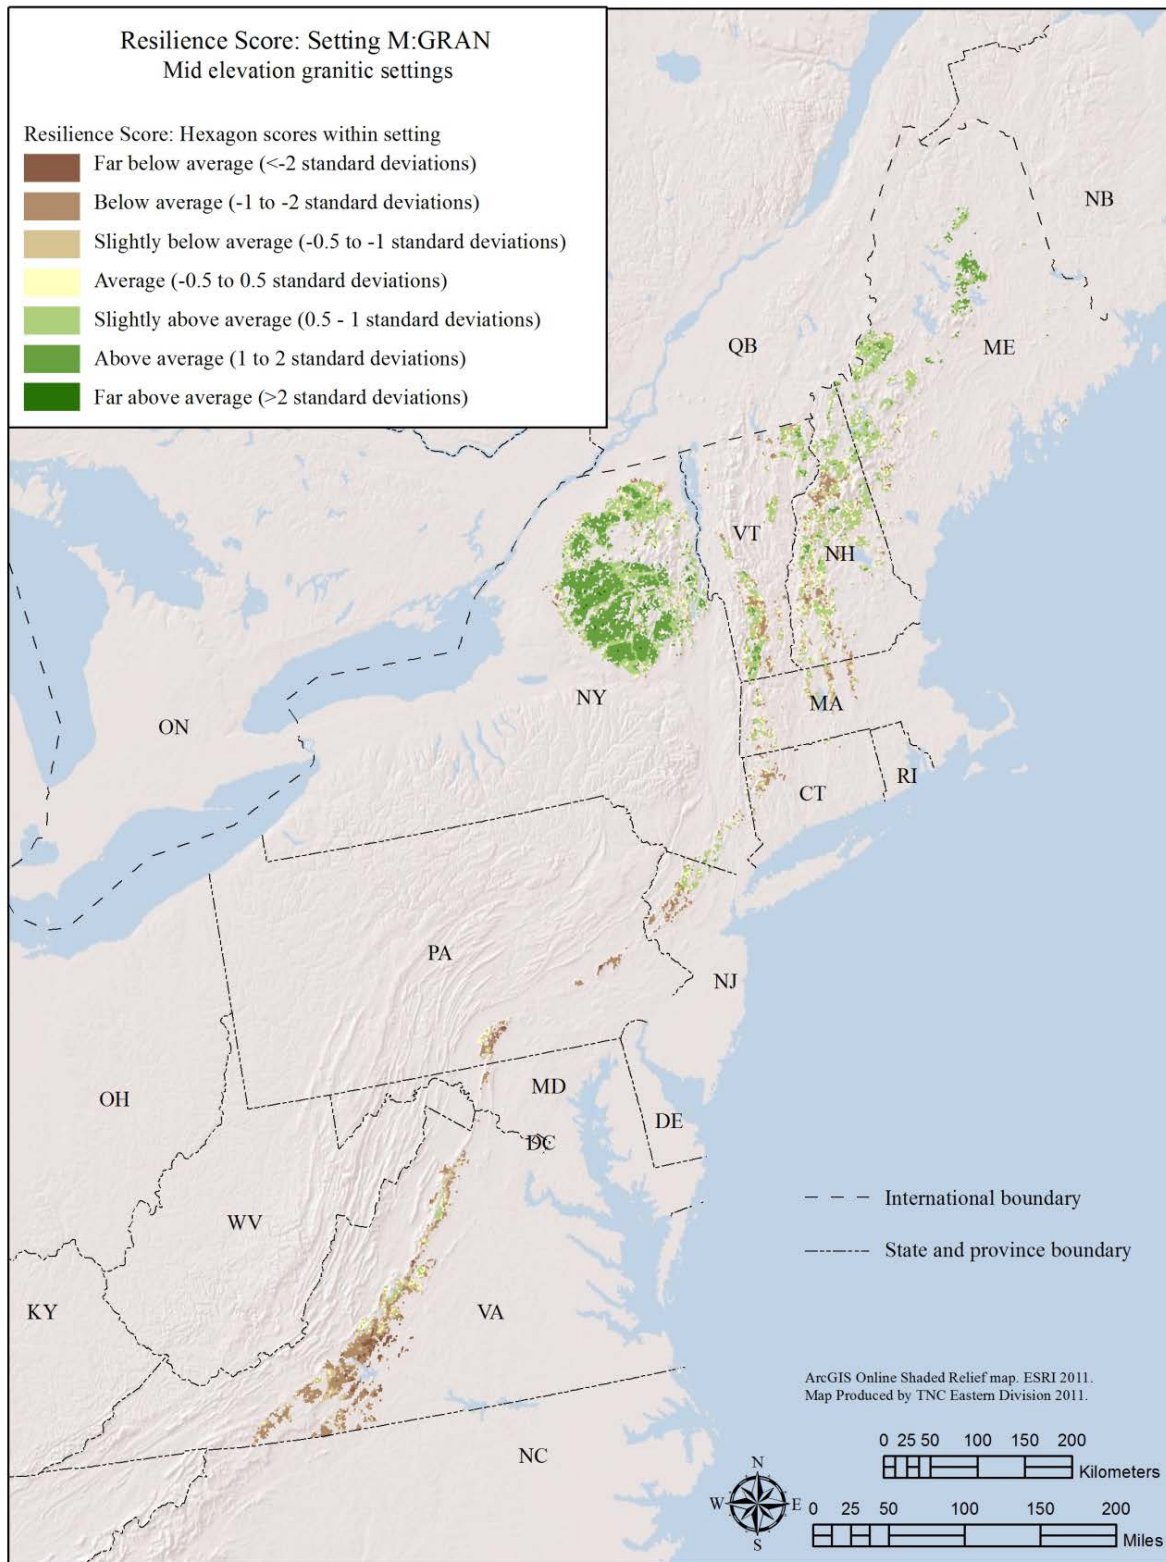 Resilience Score: Setting M:GRAN
Mid elevation granitic settings
Resilience Score: Hexagon scores within setting
Far below average (<-2 standard deviations)
Below average (-1 to -2 standard deviations)
Slightly below average (-0.5 to -1 standard deviations)
Average (-0.5 to 0.5 standard deviations)
Slightly above average (0.5 - 1 standard deviations)
Above average (1 to 2 standard deviations)
Far above average (>2 standard deviations)
NB
QB
ME
VT
NH
NY
MA
ON
RI
CT
PA
NJ
OH
MD
DE
DC
WV
KY
VA
NC
International boundary
State and province boundary
ArcGIS Online Shaded Relief map. ESRI 2011.
Map Produced by TNC Eastern Division 2011.
0 25 50 100 150 200
Kilometers
N
W E
S
0 25 50 100 150 200
Miles